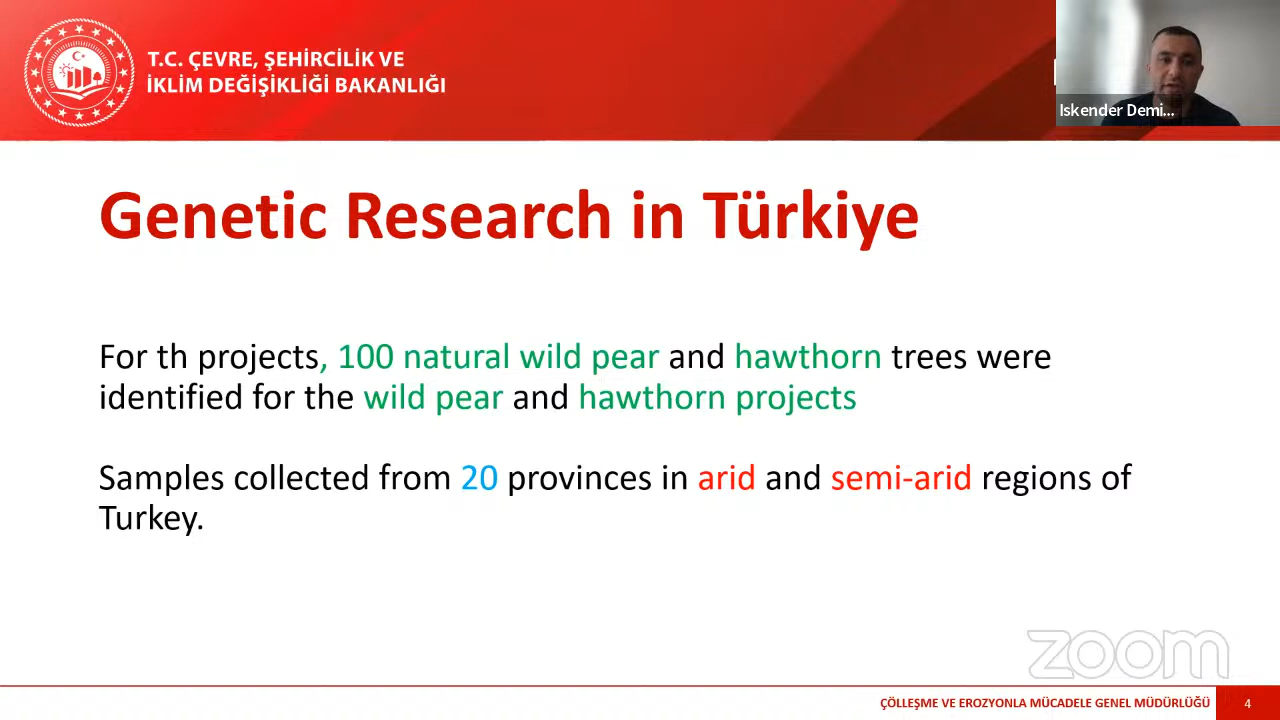 T.C. ÇEVRE, ŞEHİRCİLİK VE
İKLİM DEĞİŞİKLİĞİ BAKANLIĞI
Iskender Demi...
Genetic Research in Türkiye
For th projects, 100 natural wild pear and hawthorn trees were
identified for the wild pear and hawthorn projects
Samples collected from 20 provinces in arid and semi-arid regions of
Turkey.
zoom
ÇÖLLEŞME VE EROZYONLA MÜCADELE GENEL MÜDÜRLÜĞÜ
4